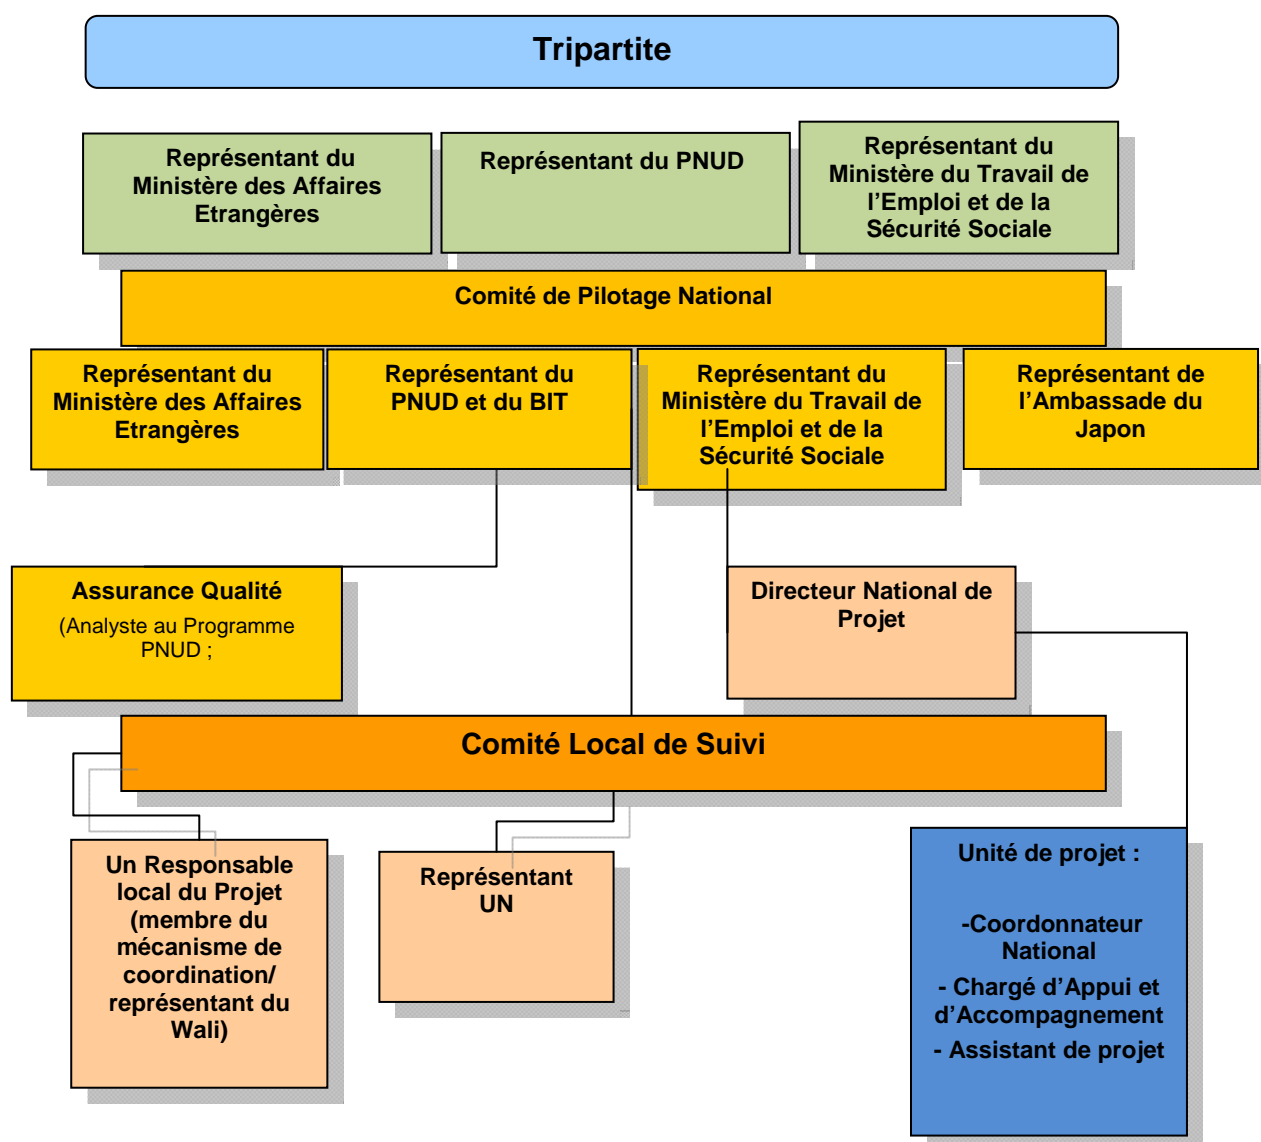 Tripartite
Représentant du
Ministère des Affaires
Etrangères
Représentant du PNUD
Représentant du
Ministère du Travail de
l’Emploi et de la
Sécurité Sociale
Comité de Pilotage National
Représentant du
Ministère des Affaires
Etrangères
Représentant du
PNUD et du BIT
Représentant du
Ministère du Travail de
l’Emploi et de la
Sécurité Sociale
Représentant de
l’Ambassade du
Japon
Assurance Qualité
(Analyste au Programme
PNUD ;
Directeur National de
Projet
Comité Local de Suivi
Un Responsable
local du Projet
(membre du
mécanisme de
coordination/
représentant du
Wali)
Représentant
UN
Unité de projet :
-Coordonnateur
National
- Chargé d’Appui et
d’Accompagnement
- Assistant de projet